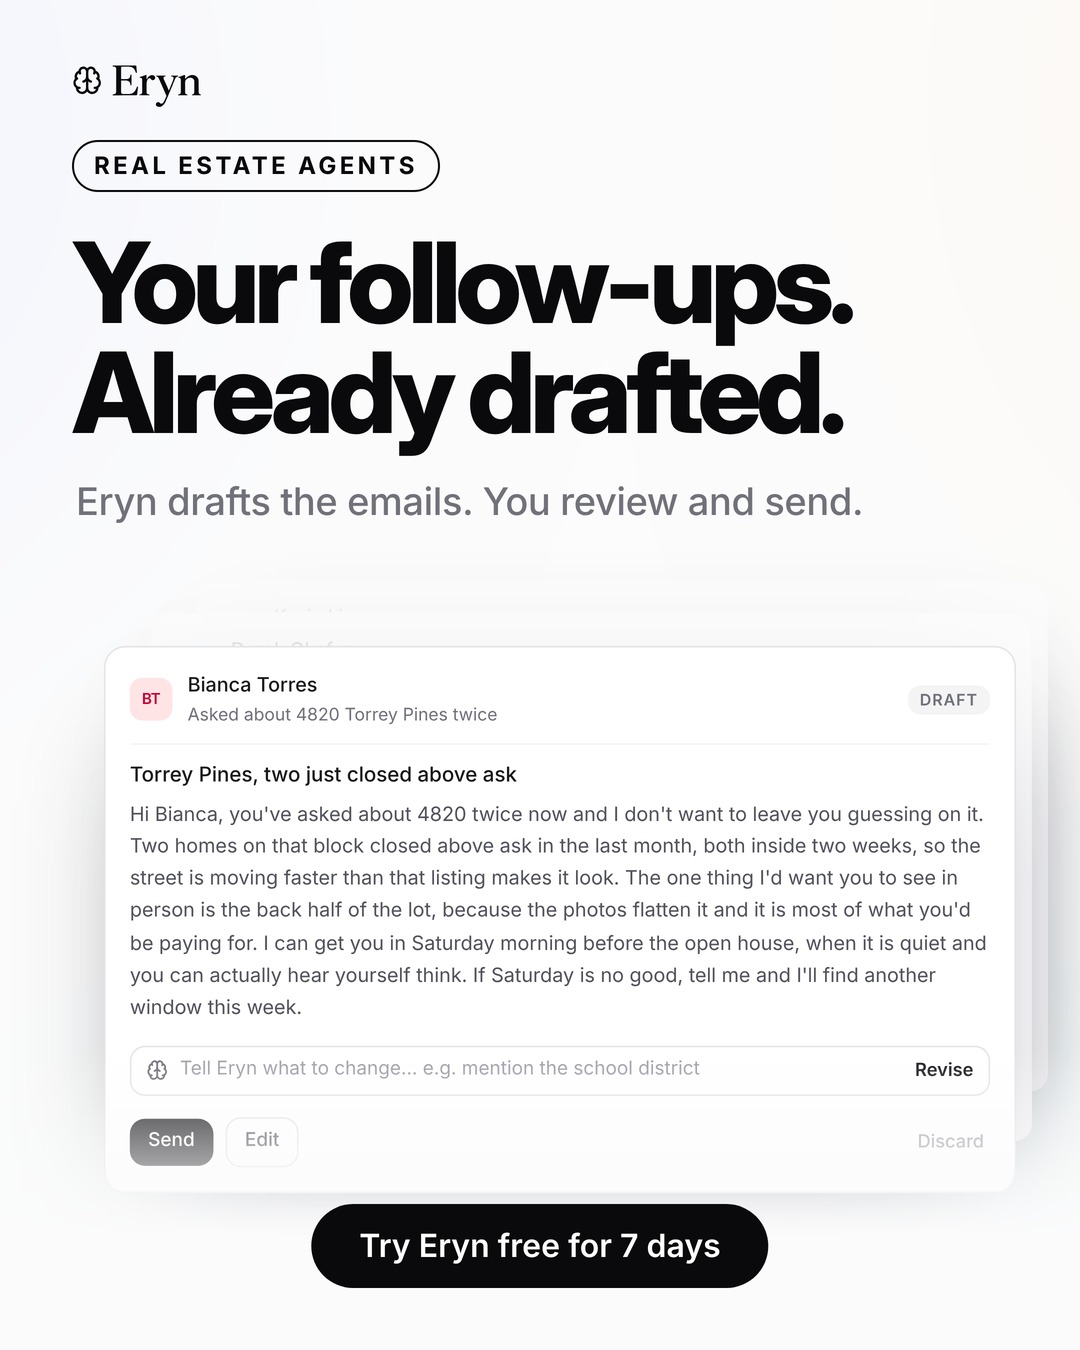 Eryn
REAL ESTATE AGENTS
Your follow-ups.
Already drafted.
Eryn drafts the emails. You review and send.
BT
Bianca Torres
Asked about 4820 Torrey Pines twice
DRAFT
Torrey Pines, two just closed above ask
Hi Bianca, you've asked about 4820 twice now and I don't want to leave you guessing on it.
Two homes on that block closed above ask in the last month, both inside two weeks, so the
street is moving faster than that listing makes it look. The one thing I'd want you to see in
person is the back half of the lot, because the photos flatten it and it is most of what you'd
be paying for. I can get you in Saturday morning before the open house, when it is quiet and
you can actually hear yourself think. If Saturday is no good, tell me and I'll find another
window this week.
Tell Eryn what to change... e.g. mention the school district
Revise
Send
Edit
Discard
Try Eryn free for 7 days